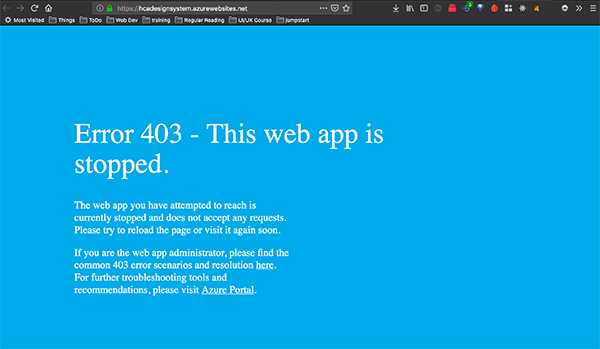 https://hcadesignsystem.azurewebsites.net
Most Visited Things ToDo Web Dev training Regular Reading UI/UX Course jumpstart
Error 403 - This web app is
stopped.
The web app you have attempted to reach is
currently stopped and does not accept any requests.
Please try to reload the page or visit it again soon.
If you are the web app administrator, please find the
common 403 error scenarios and resolution here.
For further troubleshooting tools and
recommendations, please visit Azure Portal.